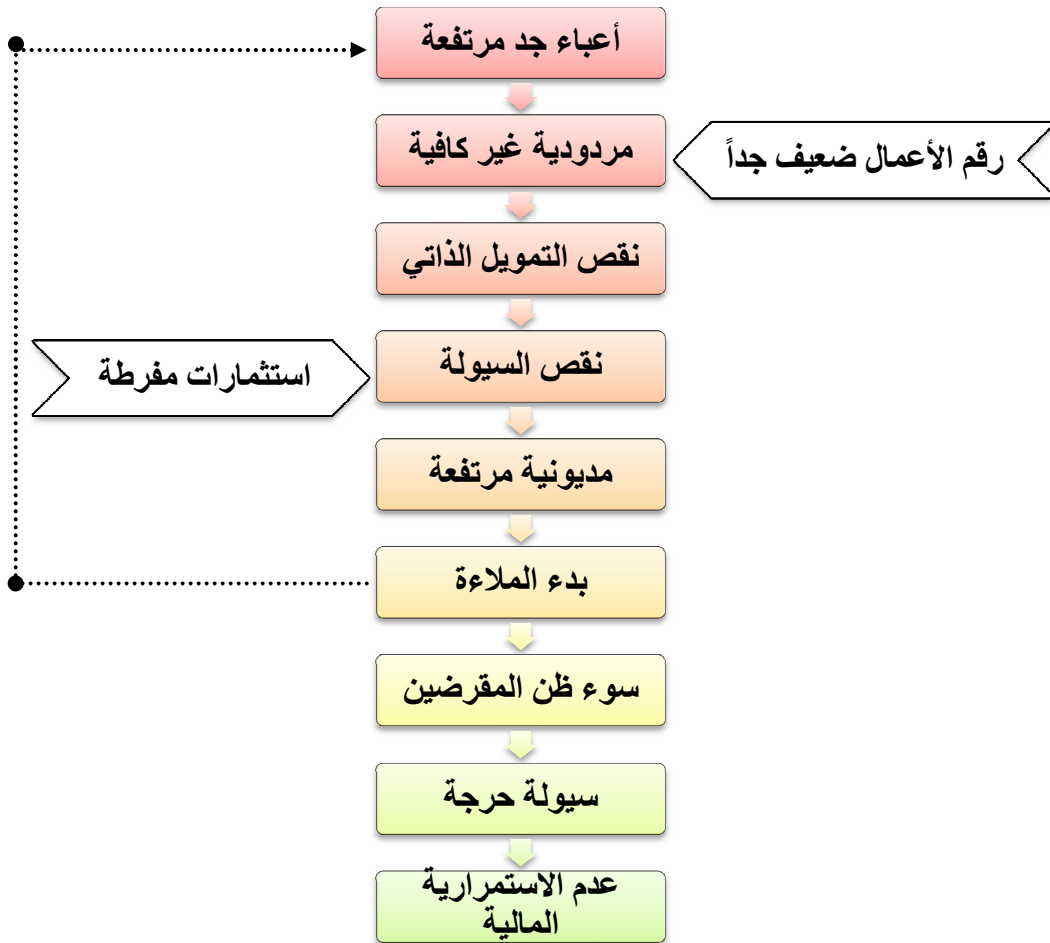 أعباء جد مرتفعة
مردودية غير كافية
رقم الأعمال ضعيف جداً
نقص التمويل الذاتي
نقص السيولة
استثمارات مفرطة
مديونية مرتفعة
بدء الملاءة
سوء ظن المقرضين
سيولة حرجة
عدم الاستمرارية
المالية